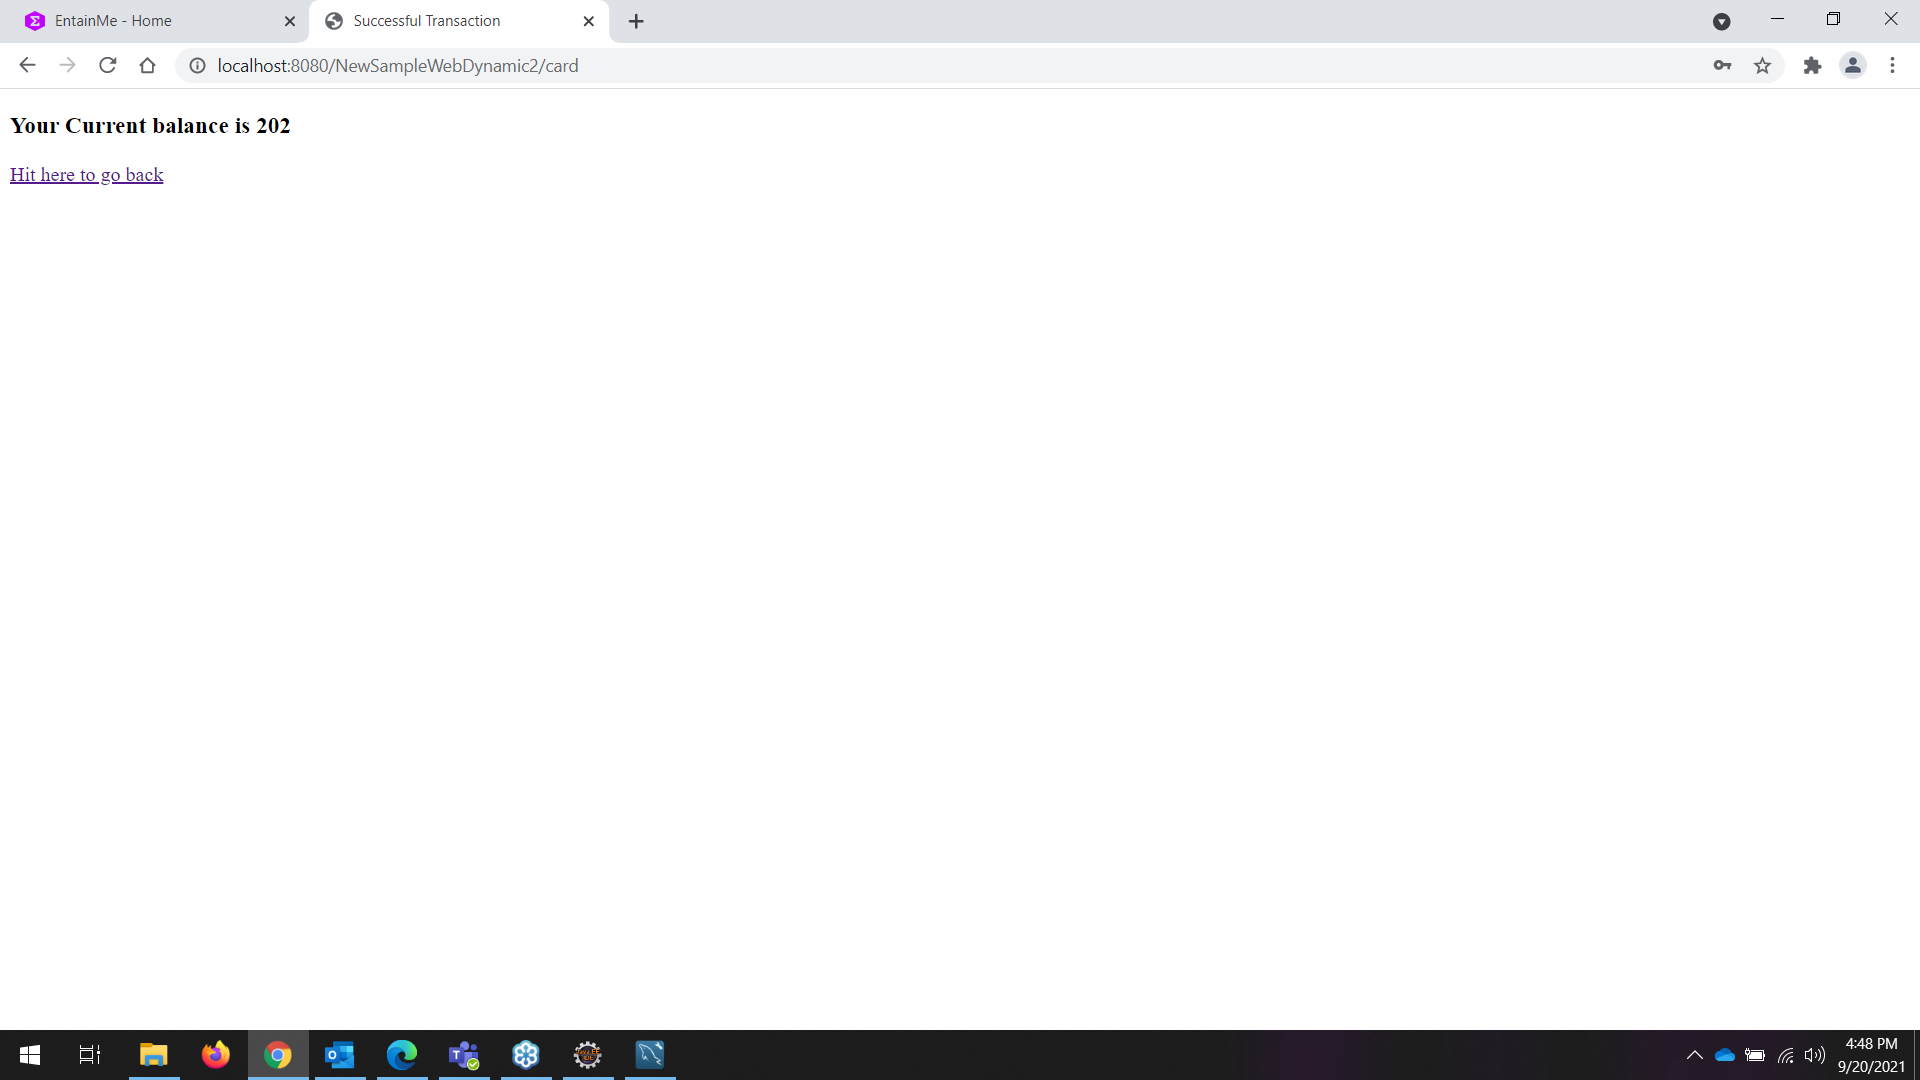 EntainMe - Home
Successful Transaction
localhost:8080/NewSampleWebDynamic2/card
Your Current balance is 202
Hit here to go back
4:48 PM
9/20/2021